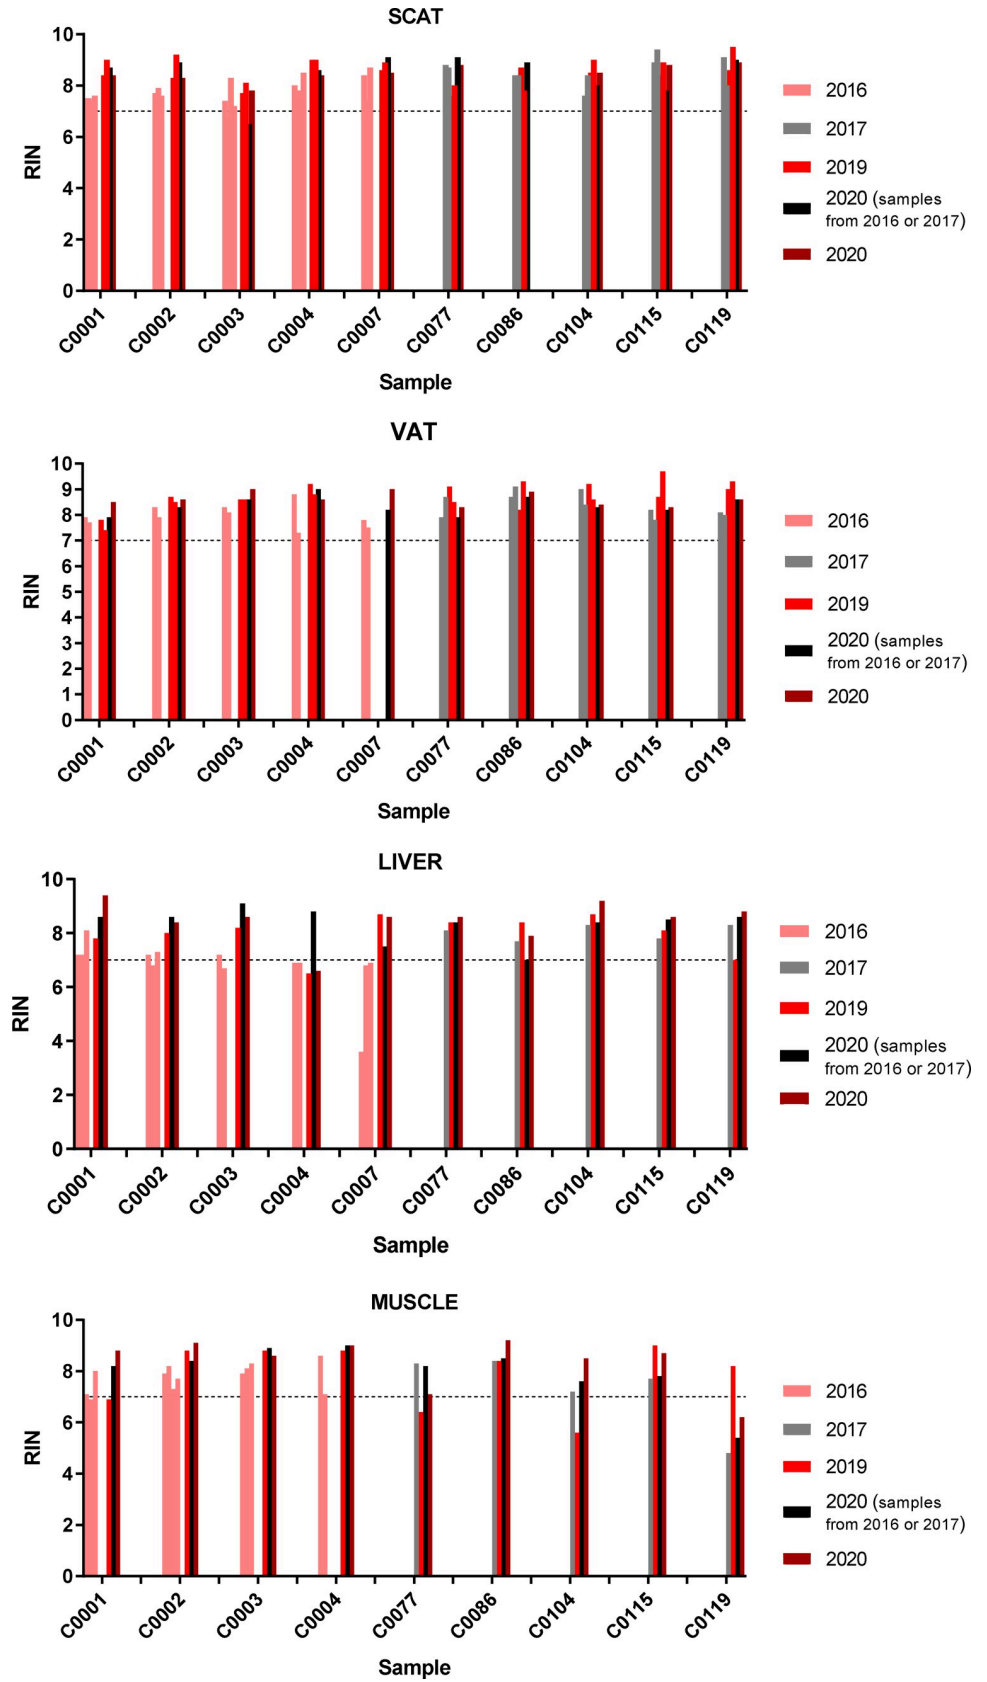 SCAT
10
8
6
4
2
0
RIN
C0001 C0002 C0003 C0004 C0007 C0077 C0086 C0104 C0115 C0119
Sample
2016
2017
2019
2020 (samples
from 2016 or 2017)
2020
VAT
10
9
8
7
6
5
4
3
2
1
0
RIN
C0001 C0002 C0003 C0004 C0007 C0077 C0086 C0104 C0115 C0119
Sample
2016
2017
2019
2020 (samples
from 2016 or 2017)
2020
LIVER
10
8
6
4
2
0
RIN
C0001 C0002 C0003 C0004 C0007 C0077 C0086 C0104 C0115 C0119
Sample
2016
2017
2019
2020 (samples
from 2016 or 2017)
2020
MUSCLE
10
8
6
4
2
0
RIN
C0001 C0002 C0003 C0004 C0077 C0086 C0104 C0115 C0119
Sample
2016
2017
2019
2020 (samples
from 2016 or 2017)
2020